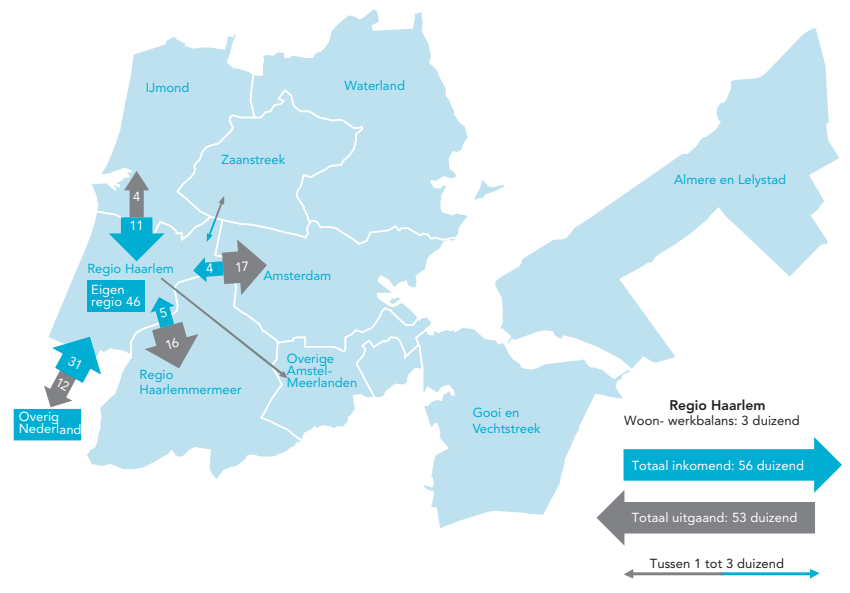 IJmond
Waterland
Zaanstreek
Almere en Lelystad
4
11
Regio Haarlem
4
17
Amsterdam
Eigen
regio 46
5
16
31
12
Regio
Haarlemmermeer
Overige
Amstel-
Meerlanden
Overig
Nederland
Gooi en
Vechtstreek
Regio Haarlem
Woon- werkbalans: 3 duizend
Totaal inkomend: 56 duizend
Totaal uitgaand: 53 duizend
Tussen 1 tot 3 duizend